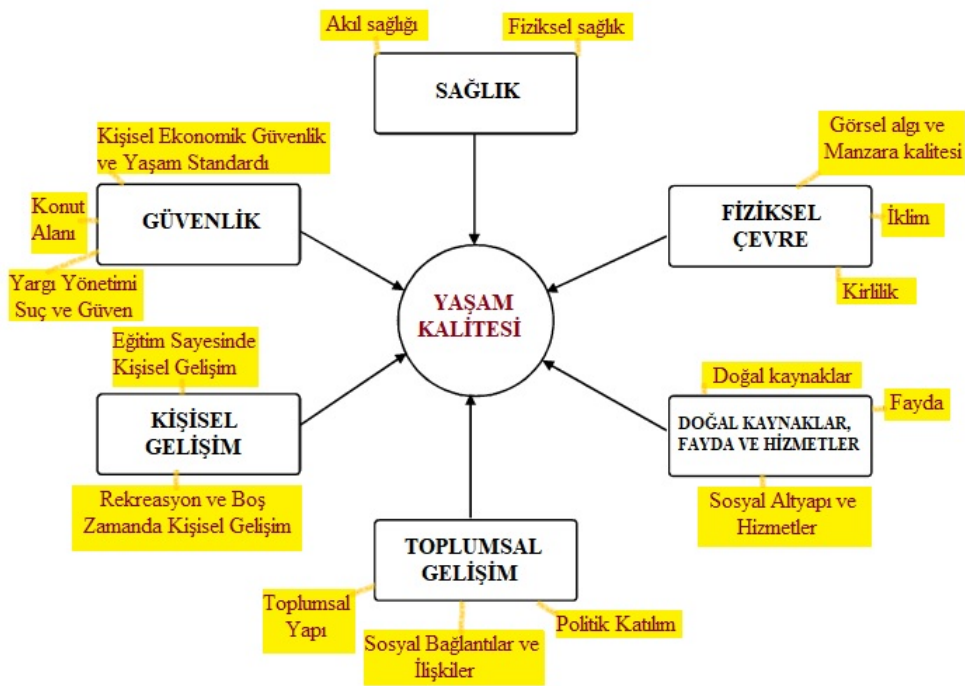 Akıl sağlığı
Fiziksel sağlık
SAĞLIK
Kişisel Ekonomik Güvenlik
ve Yaşam Standardı
Konut
Alanı
GÜVENLİK
Yargı Yönetimi
Suç ve Güven
Görsel algı ve
Manzara kalitesi
FİZİKSEL
ÇEVRE
İklim
Kirlilik
YAŞAM
KALİTESİ
Eğitim Sayesinde
Kişisel Gelişim
KİŞİSEL
GELİŞİM
Rekreasyon ve Boş
Zamanda Kişisel Gelişim
Doğal kaynaklar
Fayda
DOĞAL KAYNAKLAR,
FAYDA VE HİZMETLER
Sosyal Altyapı ve
Hizmetler
TOPLUMSAL
GELİŞİM
Toplumsal
Yapı
Sosyal Bağlantılar ve
İlişkiler
Politik Katılım